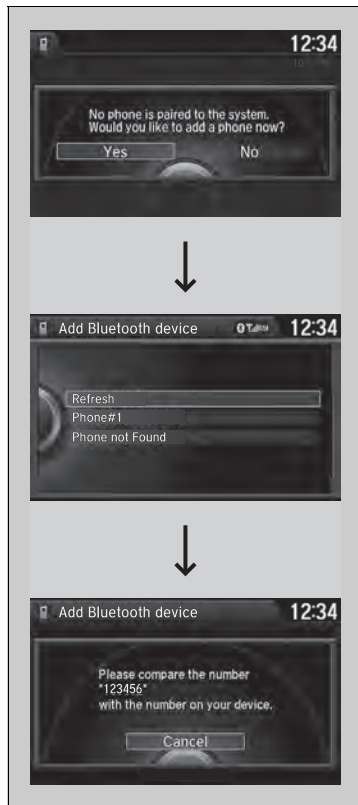 12:34
No phone is paired to the system.
Would you like to add a phone now?
Yes No
Add Bluetooth device 12:34
Refresh
Phone#1
Phone not Found
Add Bluetooth device 12:34
Please compare the number
"123456"
with the number on your device.
Cancel